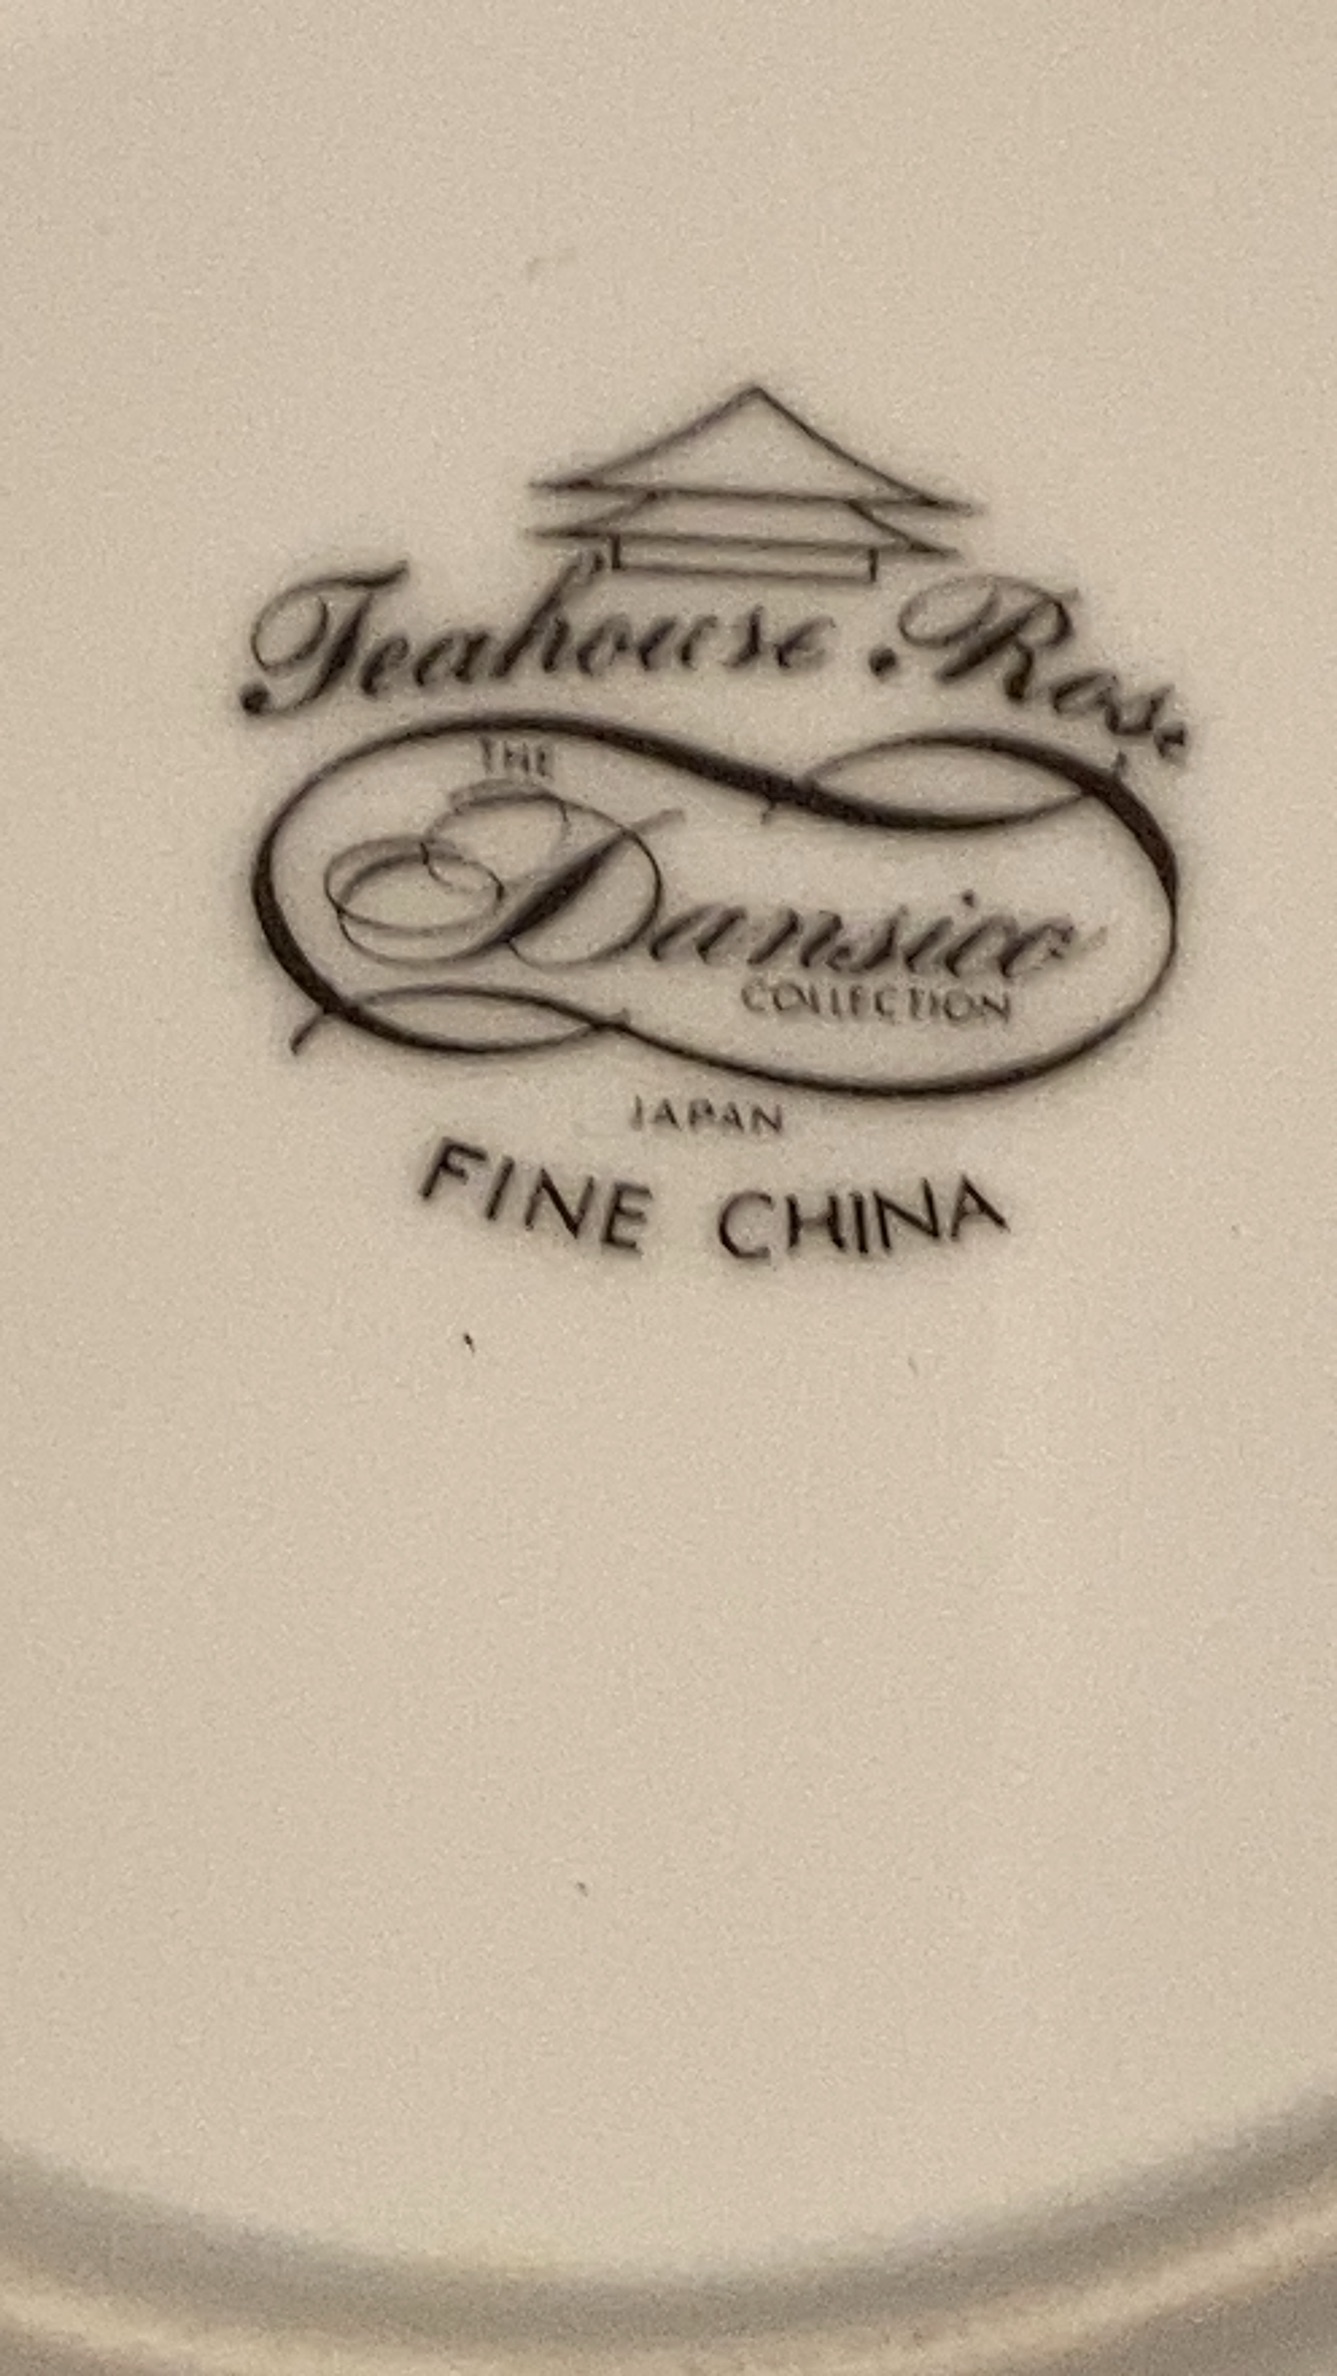 Teahouse Rose
THE
Dansico
COLLECTION
JAPAN
FINE CHINA